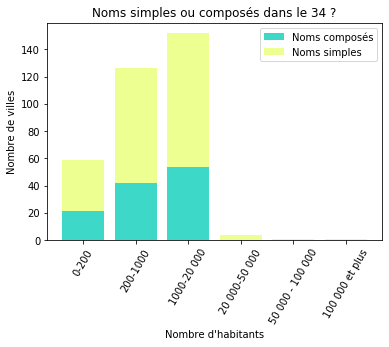 Noms simples ou composés dans le 34 ?
Noms composés
Noms simples
Nombre de villes
140
120
100
80
60
40
20
0
0-200
200-1000
1000-20 000
20 000-50 000
50 000 - 100 000
100 000 et plus
Nombre d'habitants